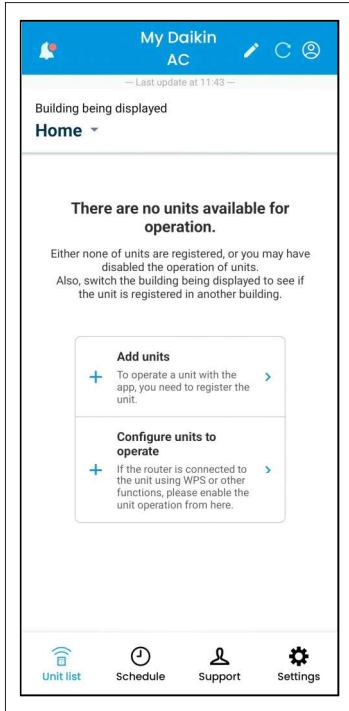 My Daikin
AC
— Last update at 11:43 —
Building being displayed
Home
There are no units available for
operation.
Either none of units are registered, or you may have
disabled the operation of units.
Also, switch the building being displayed to see if
the unit is registered in another building.
Add units
To operate a unit with the
app, you need to register the
unit.
Configure units to
operate
If the router is connected to
the unit using WPS or other
functions, please enable the
unit operation from here.
Unit list
Schedule
Support
Settings